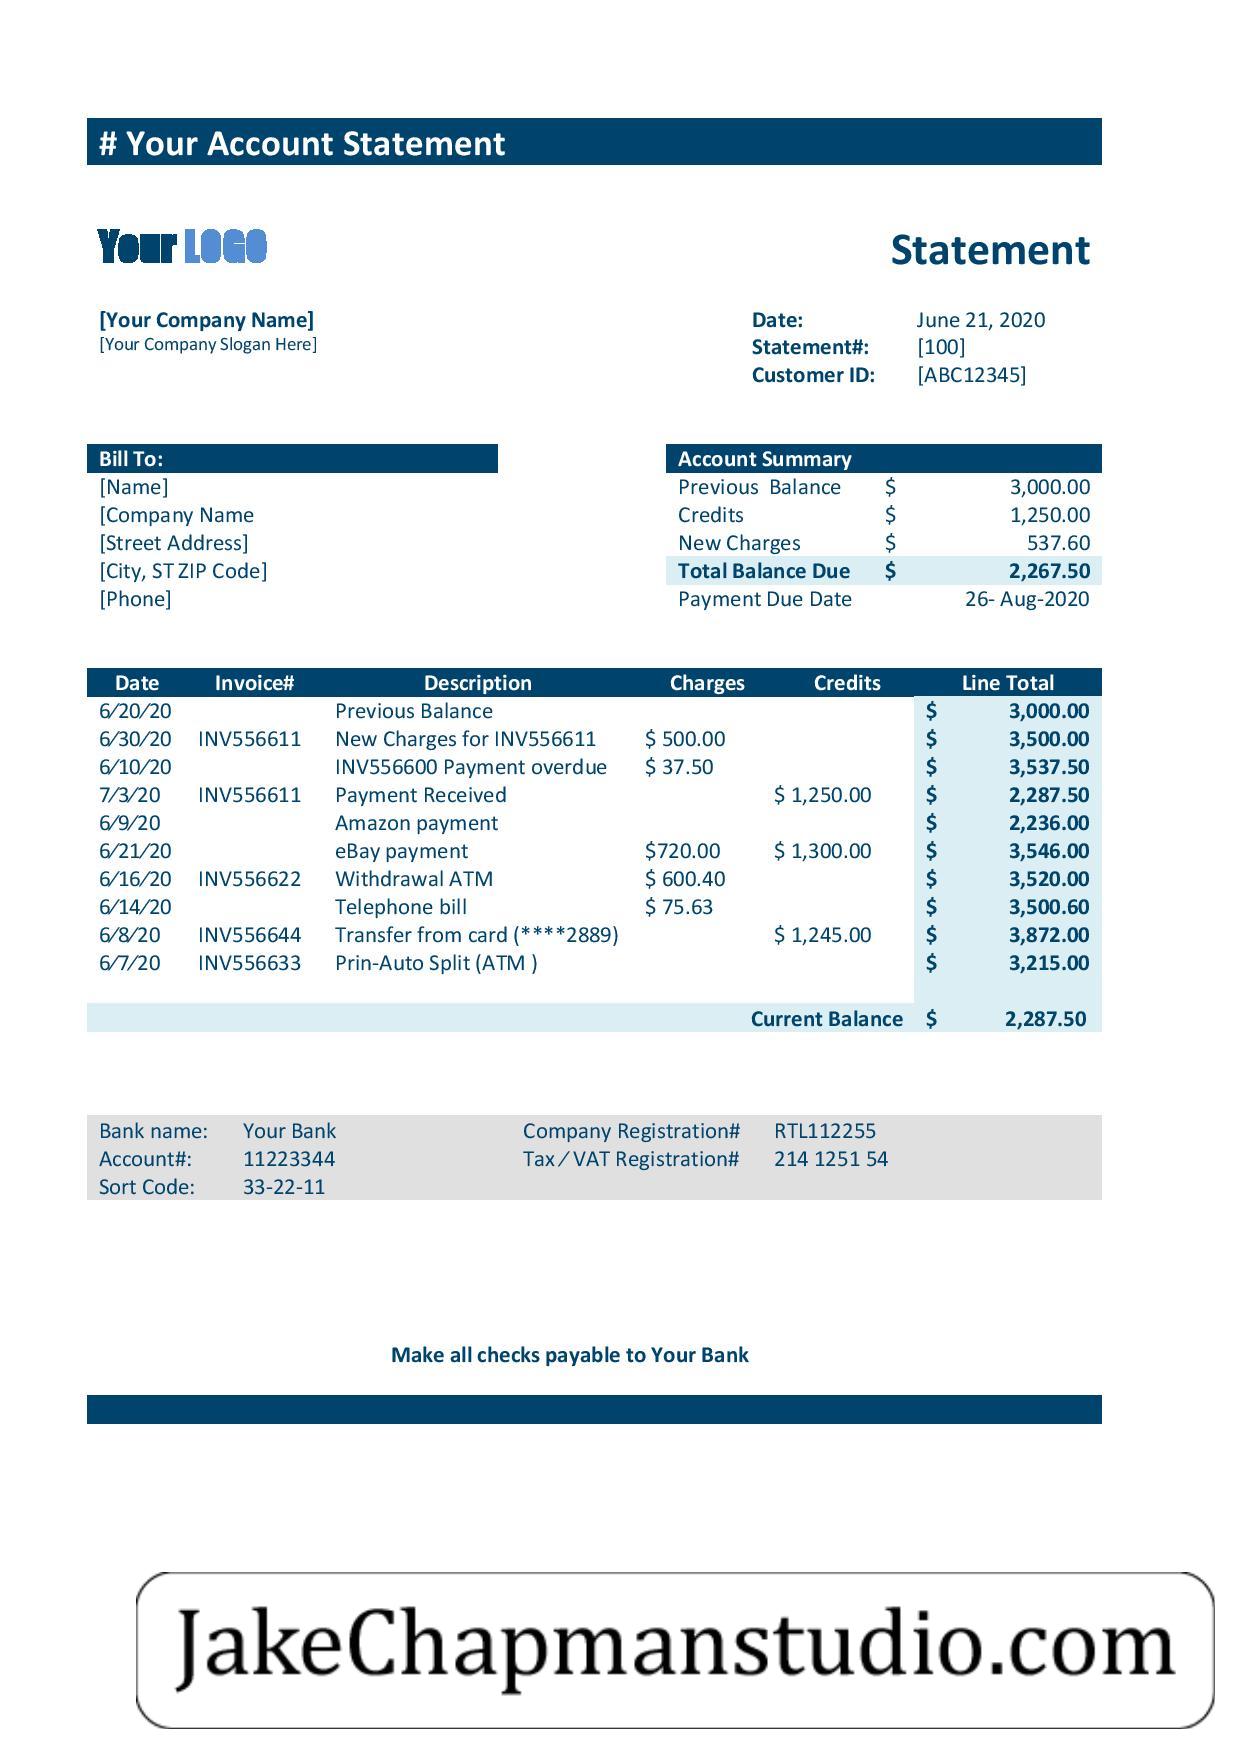 # Your Account Statement
Your LOGO
Statement
[Your Company Name]
[Your Company Slogan Here]
Date: June 21, 2020
Statement#: [100]
Customer ID: [ABC12345]
Bill To:
[Name]
[Company Name
[Street Address]
[City, ST ZIP Code]
[Phone]
Account Summary
Previous Balance $ 3,000.00
Credits $ 1,250.00
New Charges $ 537.60
Total Balance Due $ 2,267.50
Payment Due Date 26- Aug-2020
Date Invoice# Description Charges Credits Line Total
6/20/20 Previous Balance $ 3,000.00
6/30/20 INV556611 New Charges for INV556611 $ 500.00 $ 3,500.00
6/10/20 INV556600 Payment overdue $ 37.50 $ 3,537.50
7/3/20 INV556611 Payment Received $ 1,250.00 $ 2,287.50
6/9/20 Amazon payment $ 2,236.00
6/21/20 eBay payment $720.00 $ 1,300.00 $ 3,546.00
6/16/20 INV556622 Withdrawal ATM $ 600.40 $ 3,520.00
6/14/20 Telephone bill $ 75.63 $ 3,500.60
6/8/20 INV556644 Transfer from card (****2889) $ 1,245.00 $ 3,872.00
6/7/20 INV556633 Prin-Auto Split (ATM ) $ 3,215.00
Current Balance $ 2,287.50
Bank name: Your Bank Company Registration# RTL112255
Account#: 11223344 Tax/VAT Registration# 214 1251 54
Sort Code: 33-22-11
Make all checks payable to Your Bank
JakeChapmanstudio.com